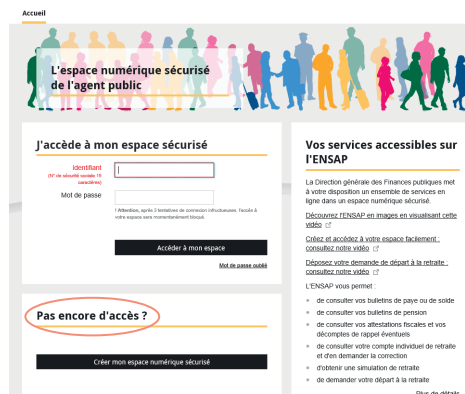 Accueil
L'espace numérique sécurisé
de l'agent public
J'accède à mon espace sécurisé
Identifiant
(N° de sécurité sociale 15
caractères)
Mot de passe
! Attention, après 3 tentatives de connexion infructueuses, l'accès à
votre espace sera momentanément bloqué.
Accéder à mon espace
Mot de passe oublié
Pas encore d'accès ?
Créer mon espace numérique sécurisé
Vos services accessibles sur
l'ENSAP
La Direction générale des Finances publiques met
à votre disposition un ensemble de services en
ligne dans un espace numérique sécurisé.
Découvrez l'ENSAP en images en visualisant cette
vidéo
Créez et accédez à votre espace facilement :
consultez notre vidéo
Déposez votre demande de départ à la retraite :
consultez notre vidéo
L'ENSAP vous permet :
de consulter vos bulletins de paye ou de solde
de consulter vos bulletins de pension
de consulter vos attestations fiscales et vos
décomptes de rappel éventuels
de consulter votre compte individuel de retraite
et d'en demander la correction
d'obtenir une simulation de retraite
de demander votre départ à la retraite
Plus de détails